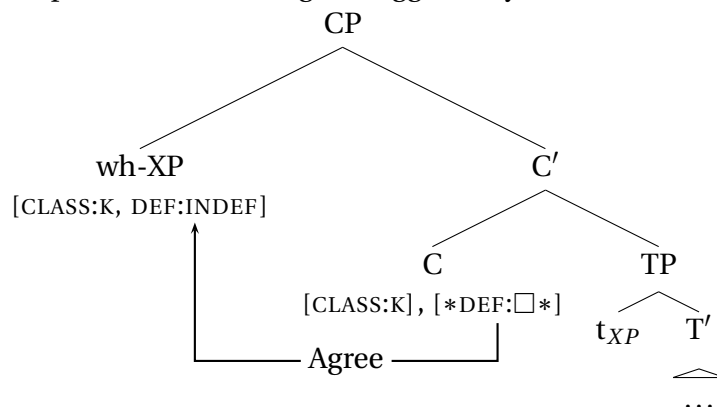 CP
wh-XP C′
[CLASS:K, DEF:INDEF]
C TP
[CLASS:K], [∗DEF:□∗]
t_XP T′
Agree
...